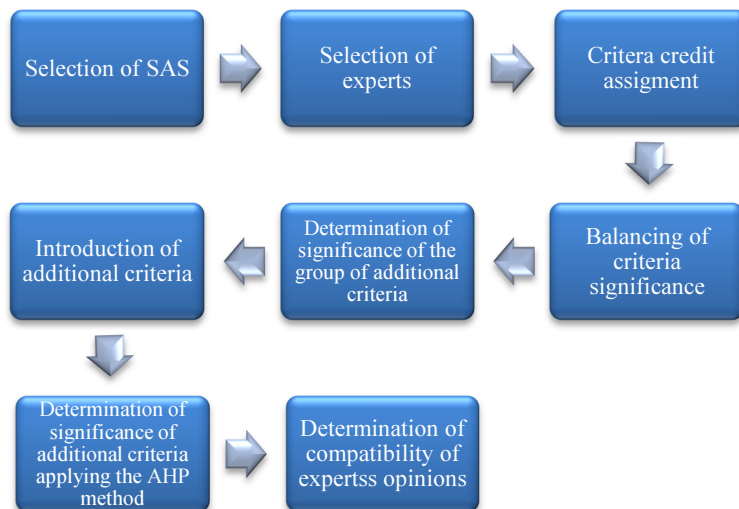 Selection of SAS
Selection of
experts
Critera credit
assigment
Balancing of
criteria
significance
Determination of
significance of the
group of additional
criteria
Introduction of
additional criteria
Determination of
significance of
additional criteria
applying the AHP
method
Determination of
compatibility of
expertss opinions